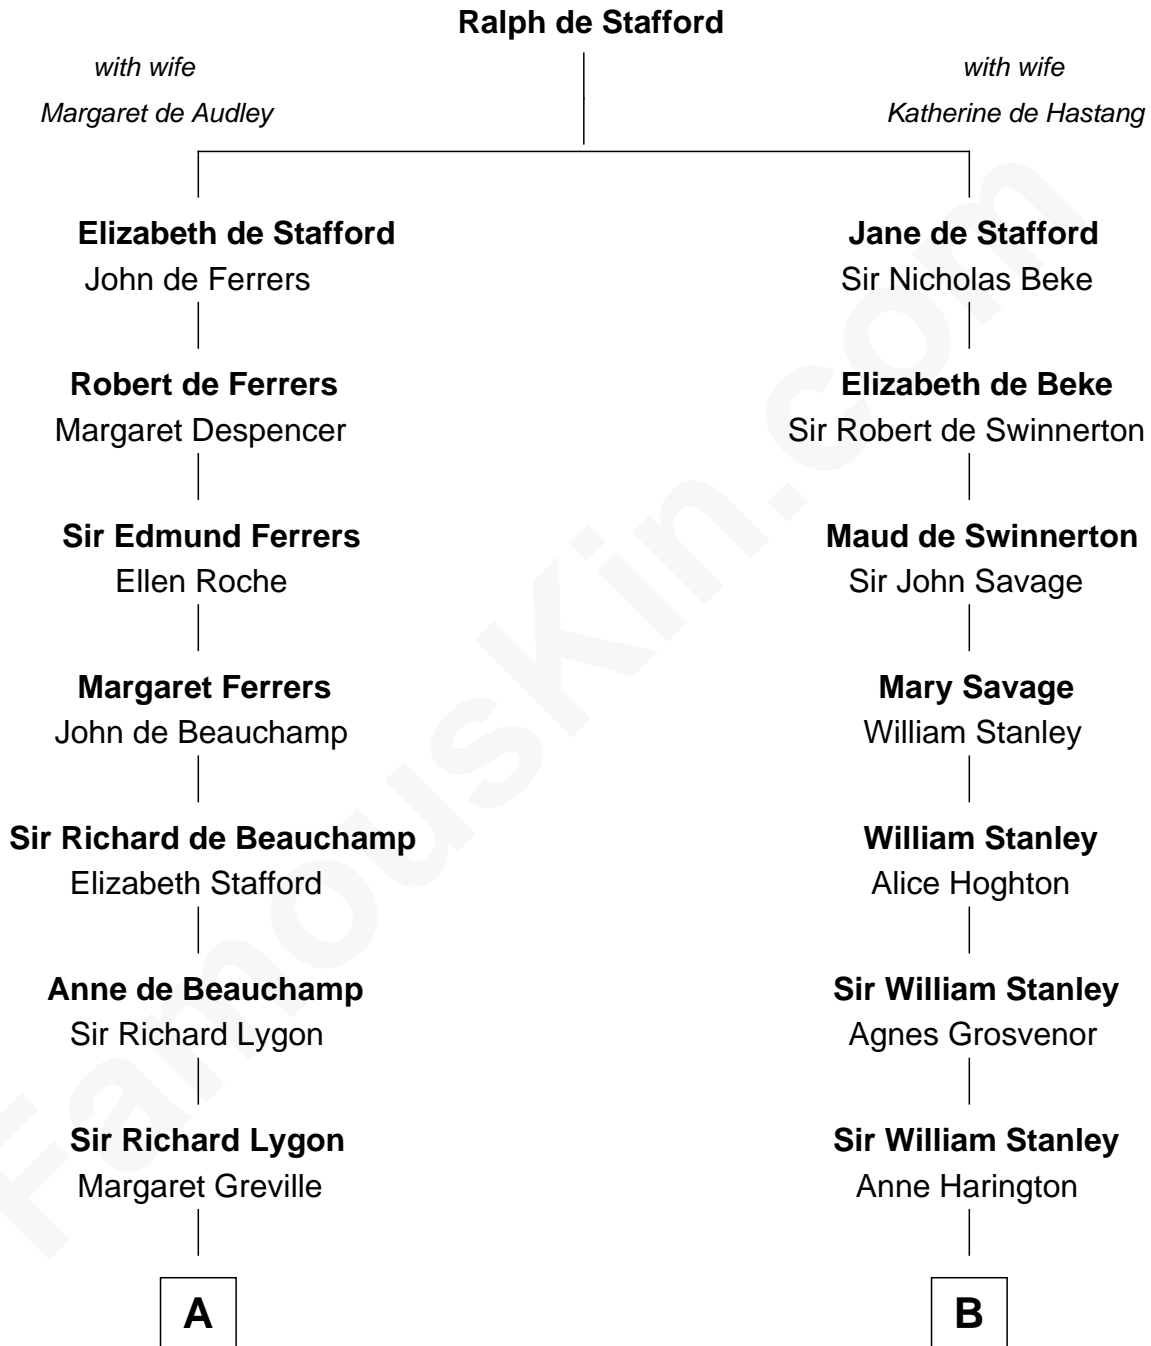 Ralph de Stafford
with wife
Margaret de Audley
with wife
Katherine de Hastang
Elizabeth de Stafford
John de Ferrers
Jane de Stafford
Sir Nicholas Beke
Robert de Ferrers
Margaret Despencer
Elizabeth de Beke
Sir Robert de Swinnerton
Sir Edmund Ferrers
Ellen Roche
Maud de Swinnerton
Sir John Savage
Margaret Ferrers
John de Beauchamp
Mary Savage
William Stanley
Sir Richard de Beauchamp
Elizabeth Stafford
William Stanley
Alice Hoghton
Anne de Beauchamp
Sir Richard Lygon
Sir William Stanley
Agnes Grosvenor
Sir Richard Lygon
Margaret Greville
Sir William Stanley
Anne Harington
A
B
FamousKin.com